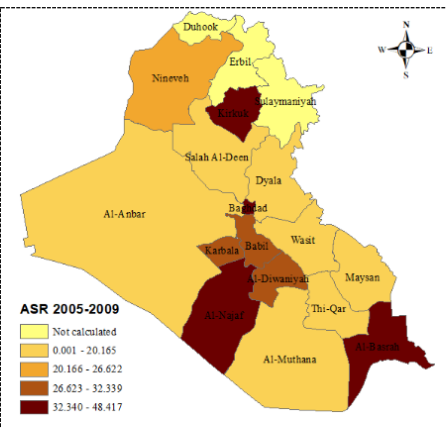 N
W E
S
Duhook
Erbil
Nineveh
Sulaymaniyah
Kirkuk
Salah Al-Deen
Dyala
Al-Anbar
Baghdad
Wasit
Karbala
Babil
Maysan
Al-Diwaniyah
Al-Najaf
Thi-Qar
Al-Basrah
Al-Muthana
ASR 2005-2009
Not calculated
0.001 - 20.165
20.166 - 26.622
26.623 - 32.339
32.340 - 48.417